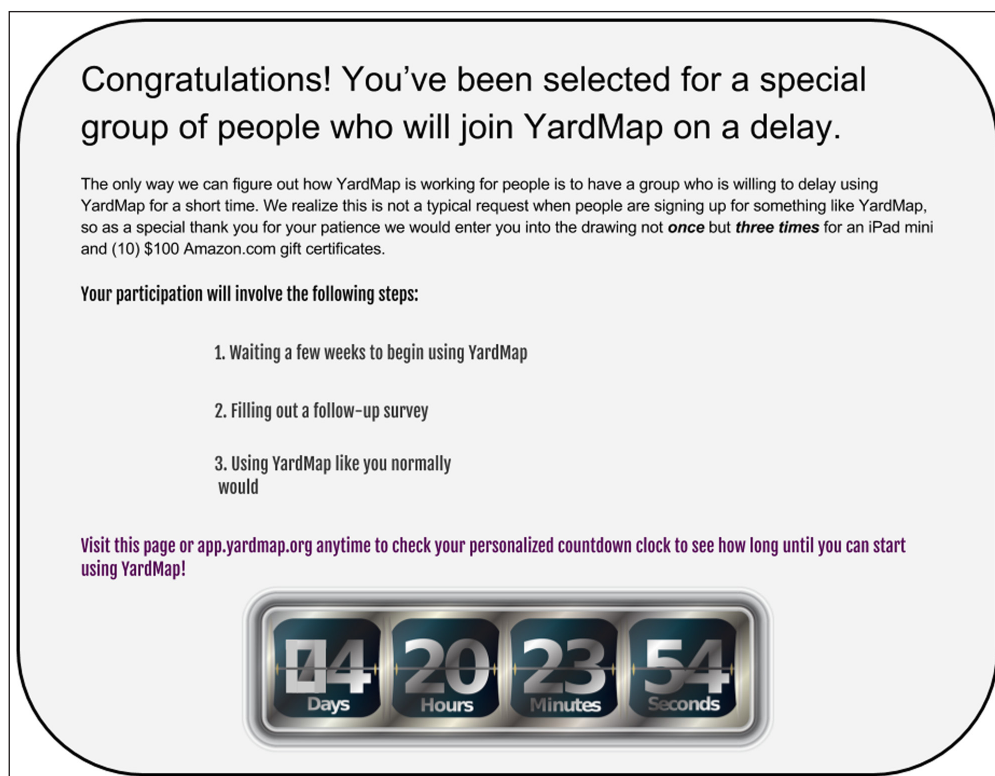 Congratulations! You’ve been selected for a special
group of people who will join YardMap on a delay.
The only way we can figure out how YardMap is working for people is to have a group who is willing to delay using
YardMap for a short time. We realize this is not a typical request when people are signing up for something like YardMap,
so as a special thank you for your patience we would enter you into the drawing not once but three times for an iPad mini
and (10) $100 Amazon.com gift certificates.
Your participation will involve the following steps:
1. Waiting a few weeks to begin using YardMap
2. Filling out a follow-up survey
3. Using YardMap like you normally
would
Visit this page or app.yardmap.org anytime to check your personalized countdown clock to see how long until you can start
using YardMap!
04 20 23 54
Days Hours Minutes Seconds